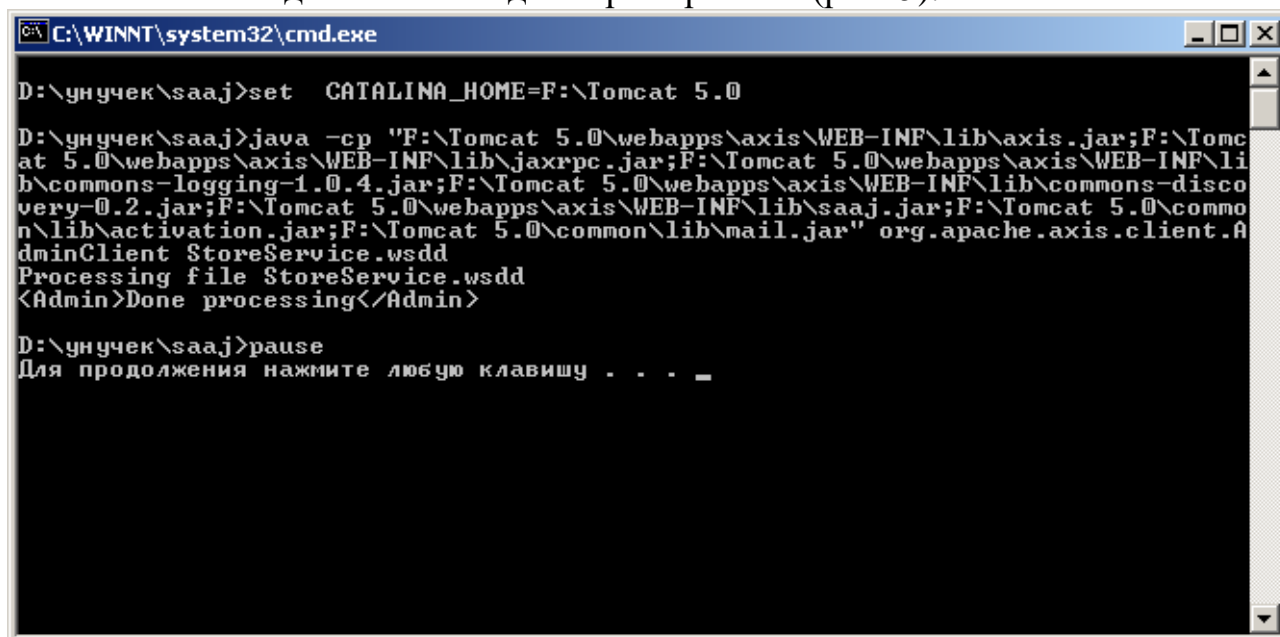 C:\WINNT\system32\cmd.exe
D:\унучек\saaj>set  CATALINA_HOME=F:\Tomcat 5.0
D:\унучек\saaj>java -cp "F:\Tomcat 5.0\webapps\axis\WEB-INF\lib\axis.jar;F:\Tomc
at 5.0\webapps\axis\WEB-INF\lib\jaxrpc.jar;F:\Tomcat 5.0\webapps\axis\WEB-INF\li
b\commons-logging-1.0.4.jar;F:\Tomcat 5.0\webapps\axis\WEB-INF\lib\commons-disco
very-0.2.jar;F:\Tomcat 5.0\webapps\axis\WEB-INF\lib\saaj.jar;F:\Tomcat 5.0\commo
n\lib\activation.jar;F:\Tomcat 5.0\common\lib\mail.jar" org.apache.axis.client.A
dminClient StoreService.wsdd
Processing file StoreService.wsdd
<Admin>Done processing</Admin>
D:\унучек\saaj>pause
Для продолжения нажмите любую клавишу . . . _